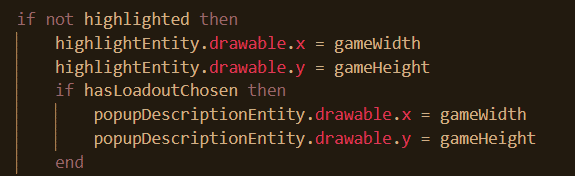 if not highlighted then
highlightEntity.drawable.x = gameWidth
highlightEntity.drawable.y = gameHeight
if hasLoadoutChosen then
popupDescriptionEntity.drawable.x = gameWidth
popupDescriptionEntity.drawable.y = gameHeight
end